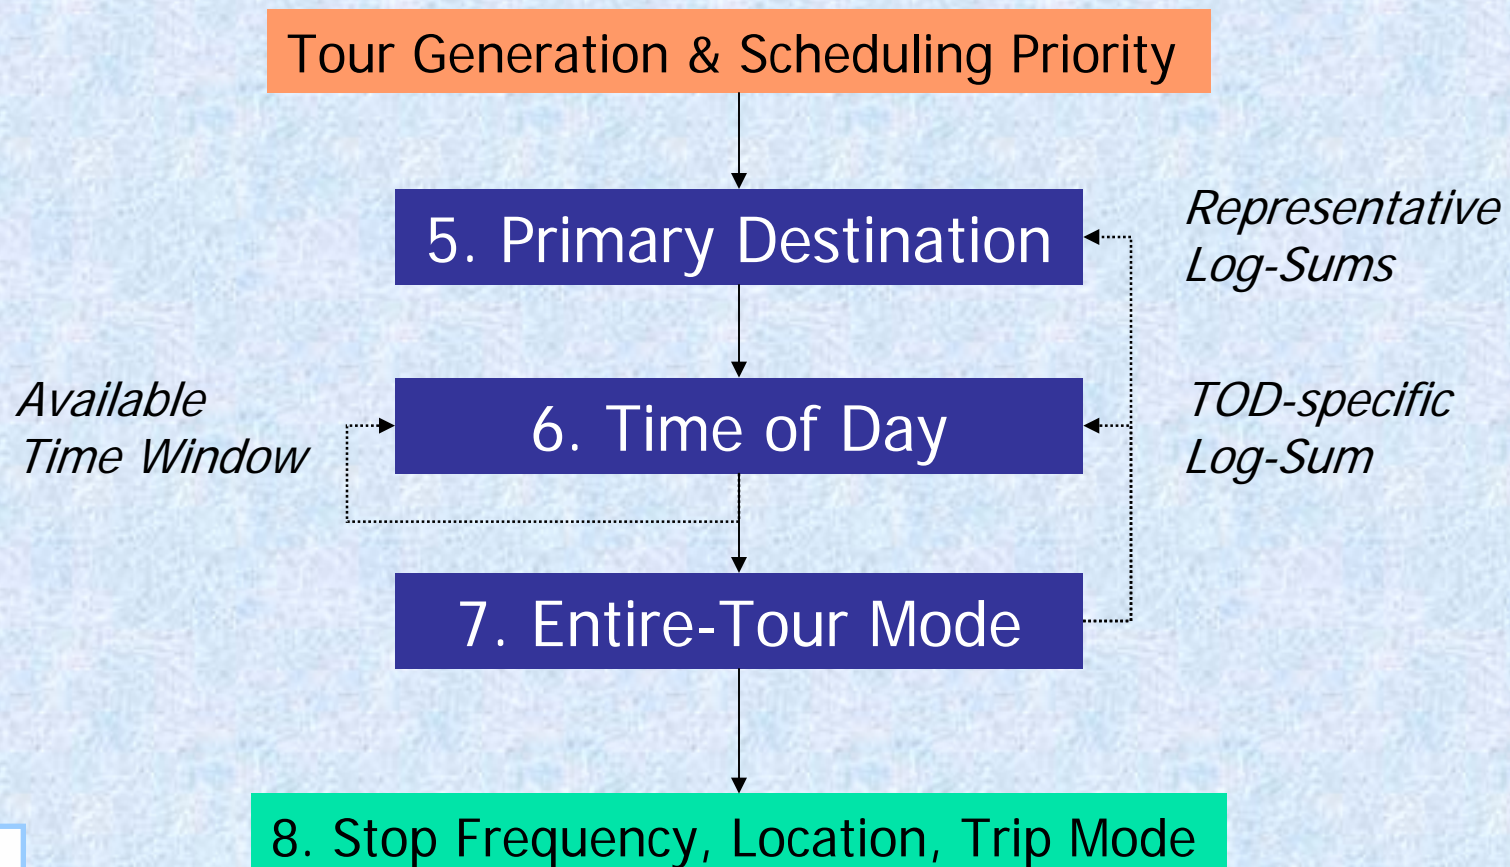 Tour Generation & Scheduling Priority
5. Primary Destination
Representative
Log-Sums
Available
Time Window
6. Time of Day
TOD-specific
Log-Sum
7. Entire-Tour Mode
8. Stop Frequency, Location, Trip Mode